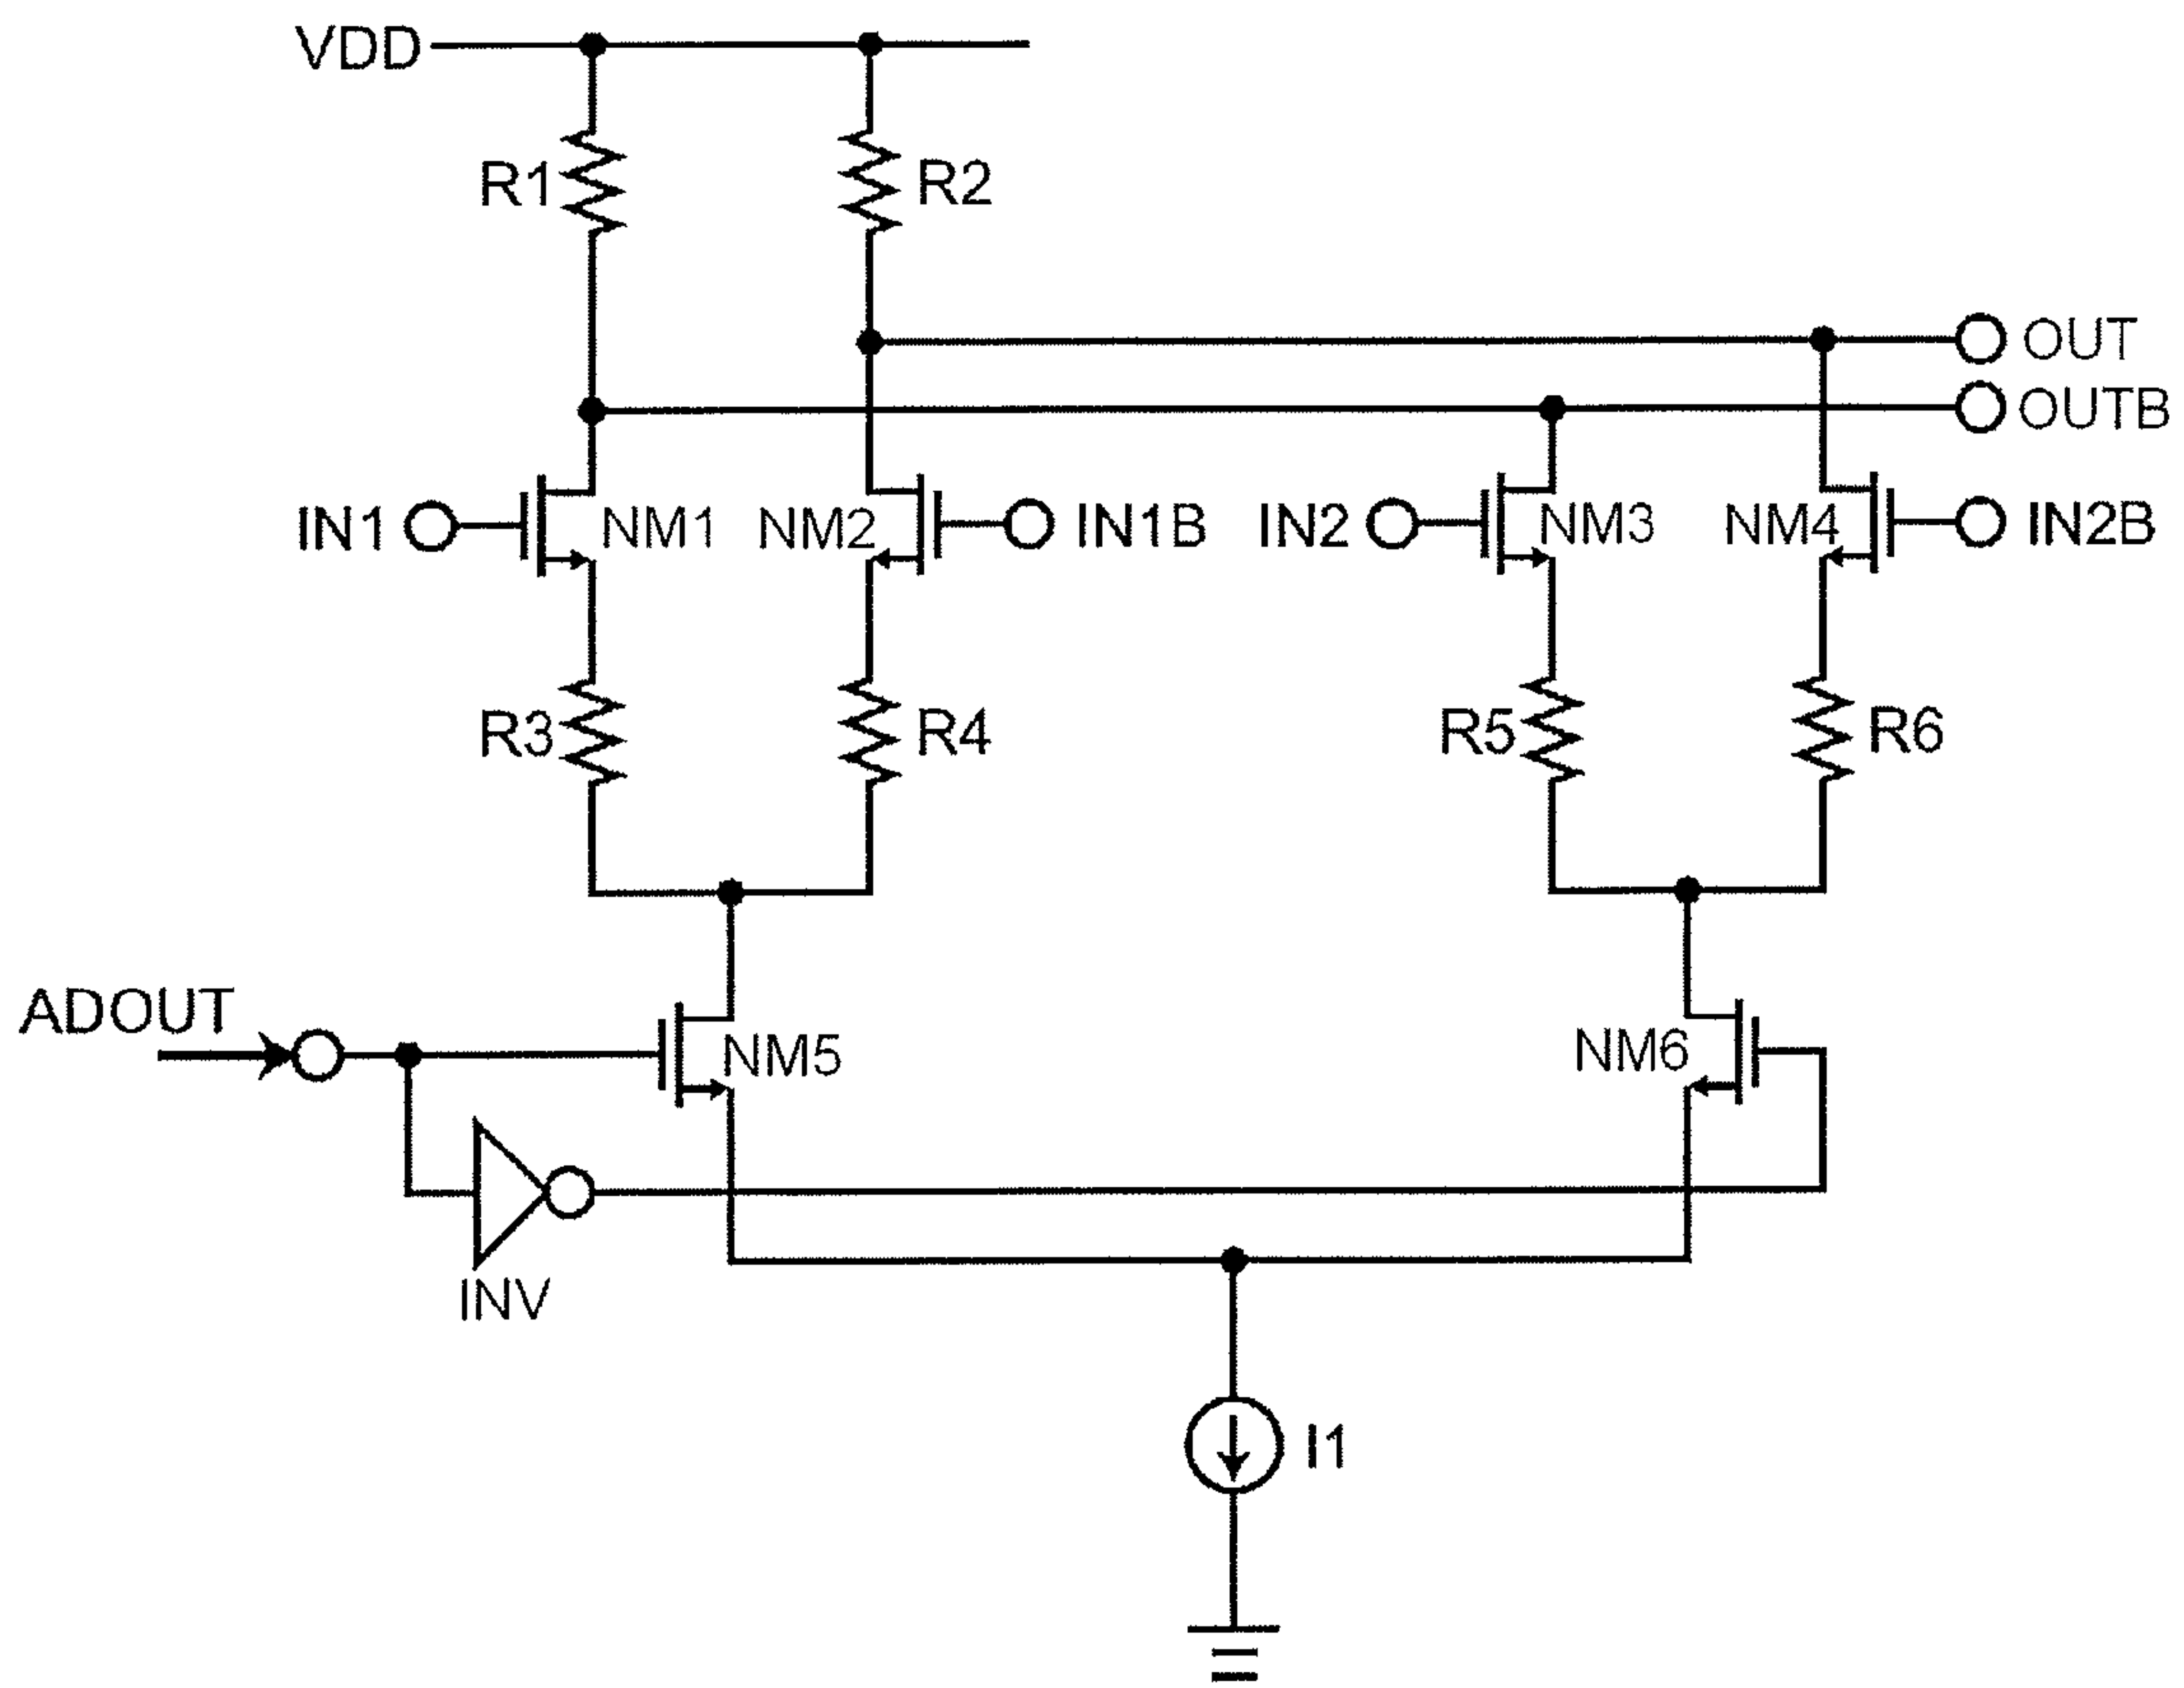 VDD
R1
R2
OUT
OUTB
IN1
NM1
NM2
IN1B
IN2
NM3
NM4
IN2B
R3
R4
R5
R6
ADOUT
NM5
NM6
INV
I1